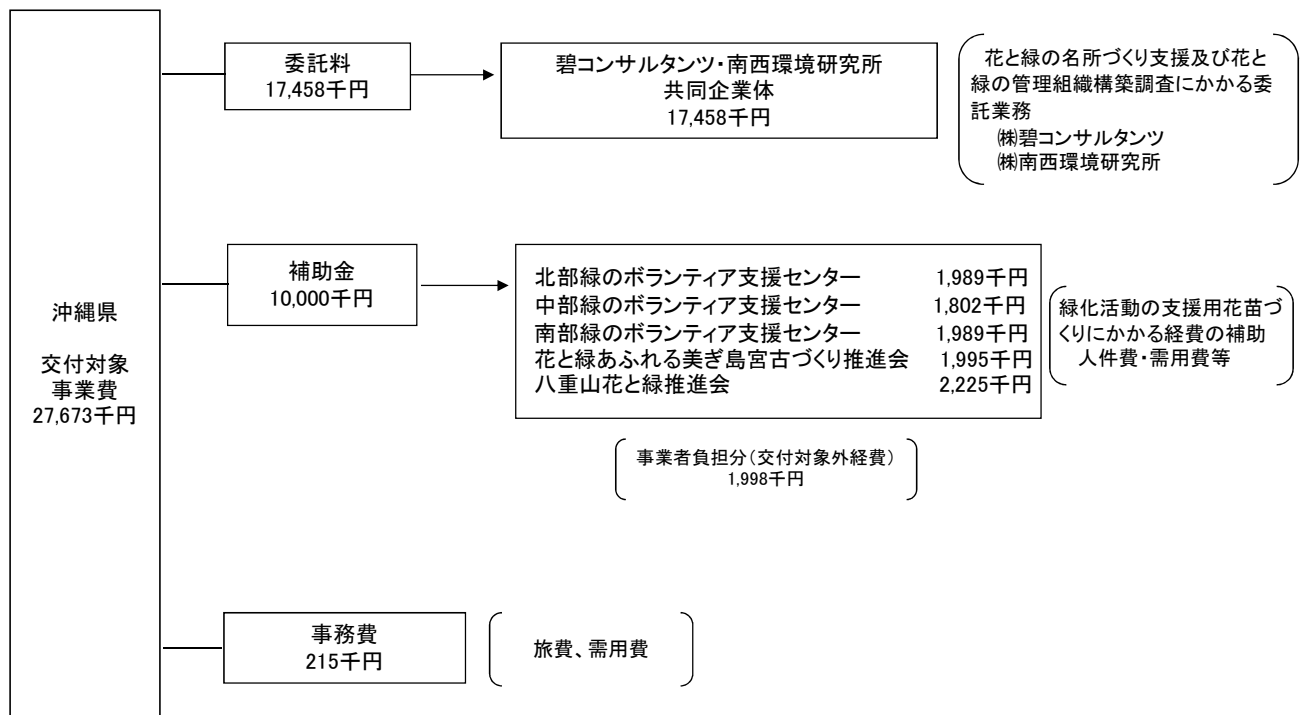 沖縄県
交付対象
事業費
27,673千円
委託料
17,458千円
碧コンサルタンツ・南西環境研究所
共同企業体
17,458千円
花と緑の名所づくり支援及び花と
緑の管理組織構築調査にかかる委
託業務
㈱碧コンサルタンツ
㈱南西環境研究所
補助金
10,000千円
北部緑のボランティア支援センター 1,989千円
中部緑のボランティア支援センター 1,802千円
南部緑のボランティア支援センター 1,989千円
花と緑あふれる美ぎ島宮古づくり推進会 1,995千円
八重山花と緑推進会 2,225千円
緑化活動の支援用花苗づ
くりにかかる経費の補助
人件費・需用費等
事業者負担分（交付対象外経費）
1,998千円
事務費
215千円
旅費、需用費